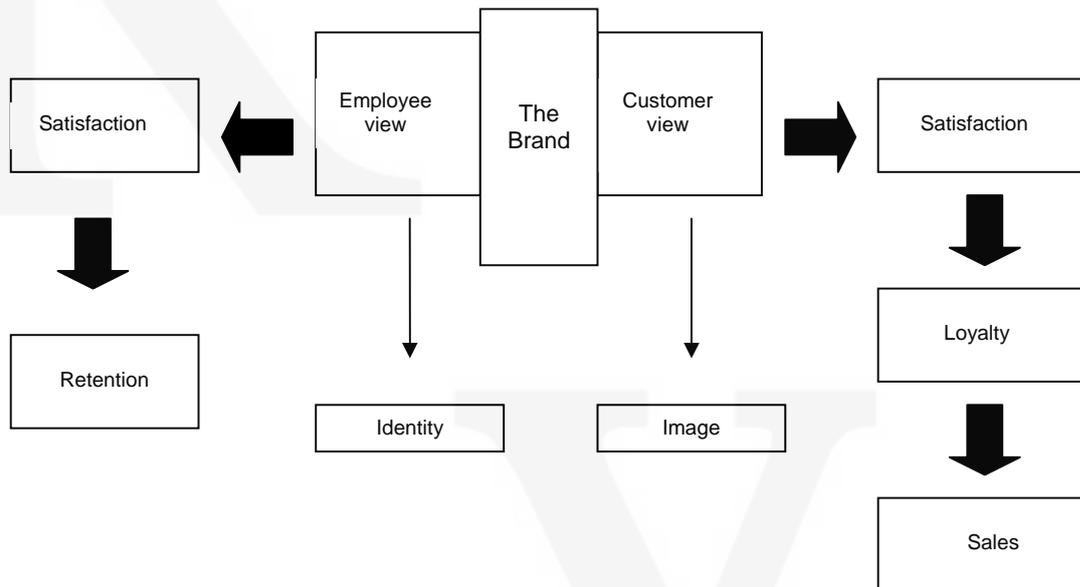 Satisfaction
Employee
view
The
Brand
Customer
view
Satisfaction
Retention
Identity
Image
Loyalty
Sales